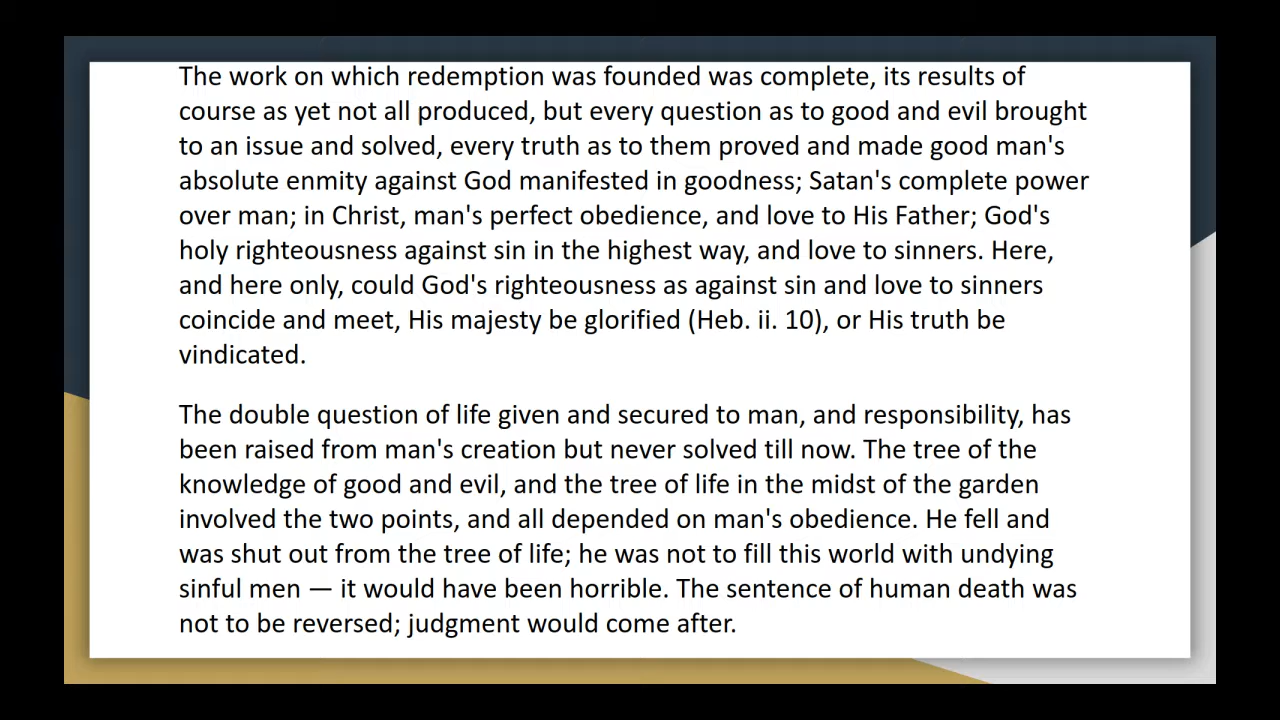 The work on which redemption was founded was complete, its results of
course as yet not all produced, but every question as to good and evil brought
to an issue and solved, every truth as to them proved and made good man's
absolute enmity against God manifested in goodness; Satan's complete power
over man; in Christ, man's perfect obedience, and love to His Father; God's
holy righteousness against sin in the highest way, and love to sinners. Here,
and here only, could God's righteousness as against sin and love to sinners
coincide and meet, His majesty be glorified (Heb. ii. 10), or His truth be
vindicated.
The double question of life given and secured to man, and responsibility, has
been raised from man's creation but never solved till now. The tree of the
knowledge of good and evil, and the tree of life in the midst of the garden
involved the two points, and all depended on man's obedience. He fell and
was shut out from the tree of life; he was not to fill this world with undying
sinful men — it would have been horrible. The sentence of human death was
not to be reversed; judgment would come after.